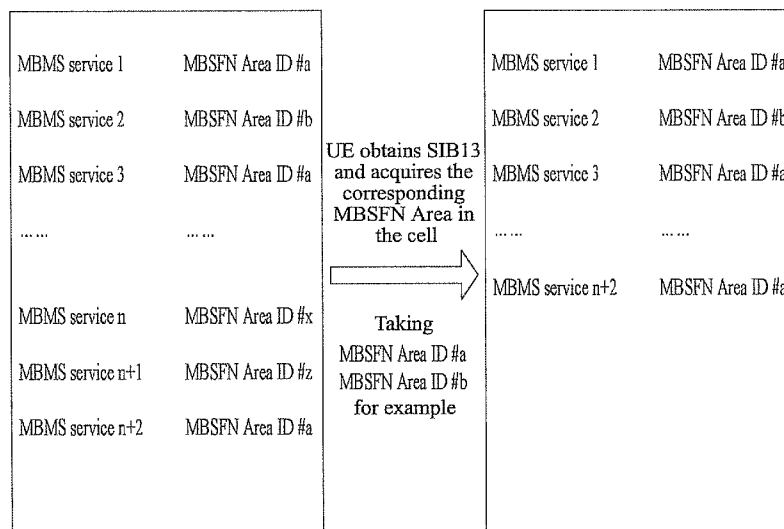 MBMS service 1 MBSFN Area ID #a
MBMS service 2 MBSFN Area ID #b
MBMS service 3 MBSFN Area ID #a
... ... ... ...
MBMS service n MBSFN Area ID #x
MBMS service n+1 MBSFN Area ID #z
MBMS service n+2 MBSFN Area ID #a
UE obtains SIB13
and acquires the
corresponding
MBSFN Area in
the cell
Taking
MBSFN Area ID #a
MBSFN Area ID #b
for example
MBMS service 1 MBSFN Area ID #a
MBMS service 2 MBSFN Area ID #b
MBMS service 3 MBSFN Area ID #a
... ... ... ...
MBMS service n+2 MBSFN Area ID #a